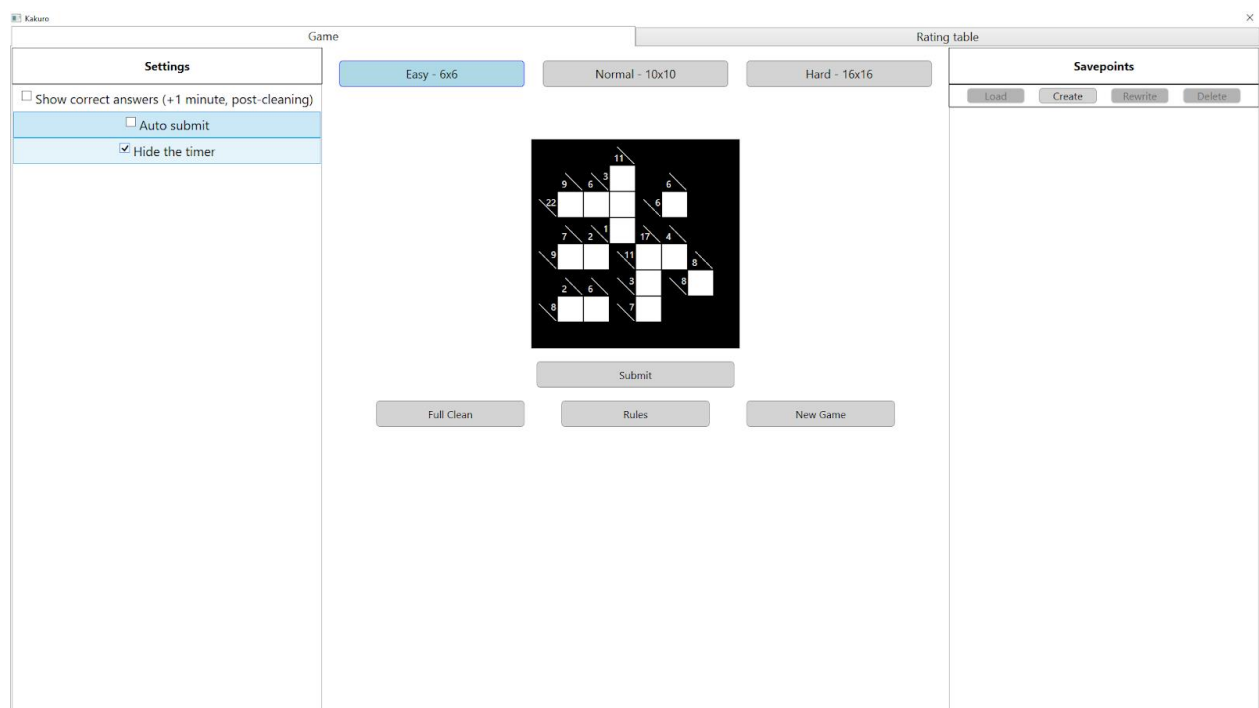 Kakuro
Game Rating table
Settings
Easy - 6x6 Normal - 10x10 Hard - 16x16
Savepoints
Show correct answers (+1 minute, post-cleaning)
Load Create Rewrite Delete
Auto submit
Hide the timer
11
9 6 3 6
22 6
7 2 1 17 4
9 11 8
2 6 3 8
8 7
Submit
Full Clean Rules New Game